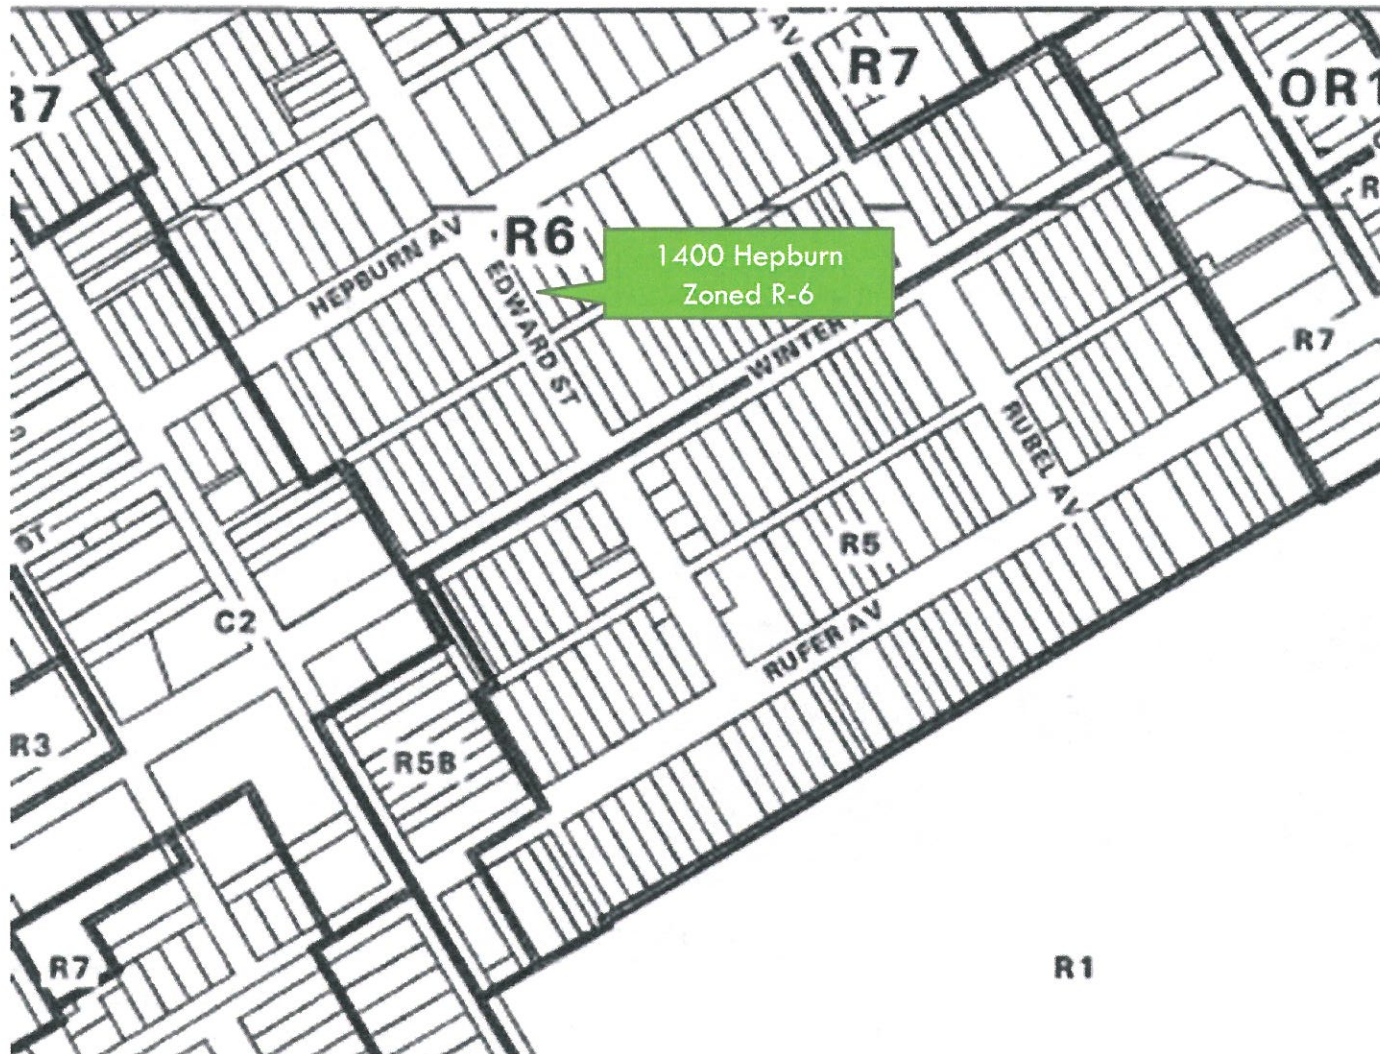 AV
R7
R7
OR1
R
HEPBURN AV
R6
1400 Hepburn
Zoned R-6
EDWARD ST
WINTER
R7
RUBEL AV
ST
R5
C2
RUFER AV
R3
R5B
R7
R1